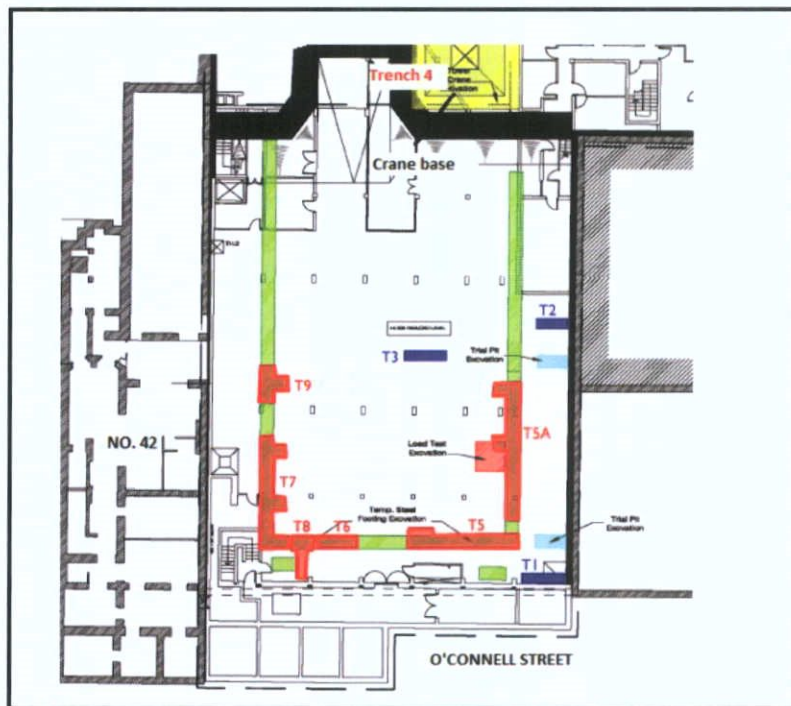 Tower
Crane
Trench 4
Crane base
T2
T3
Trial Pit
Excavation
T9
T5A
NO. 42
Load Test
Excavation
T7
Temp. Steel
Footing Excavation
T8
T6
T5
Trial Pit
Excavation
T1
O'CONNELL STREET